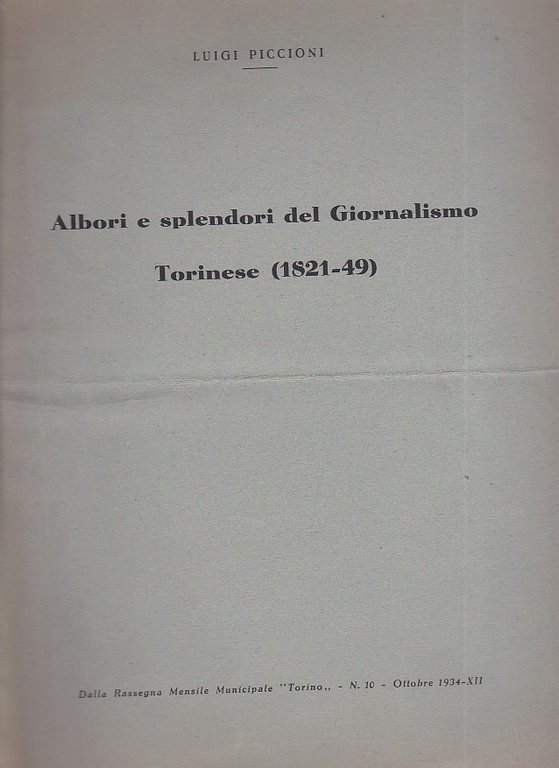 LUIGI PICCIONI
Albori e splendori del Giornalismo
Torinese (1821-49)
Dalla Rassegna Mensile Municipale "Torino„ - N. 10 - Ottobre 1934-XII